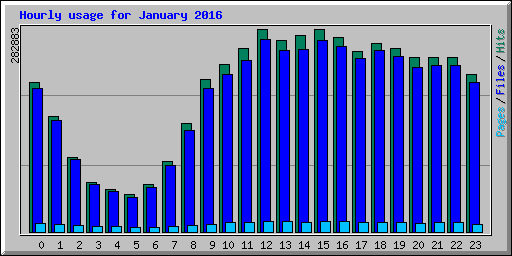 Hourly usage for January 2016
282883
Pages / Files / Hits
0 1 2 3 4 5 6 7 8 9 10 11 12 13 14 15 16 17 18 19 20 21 22 23